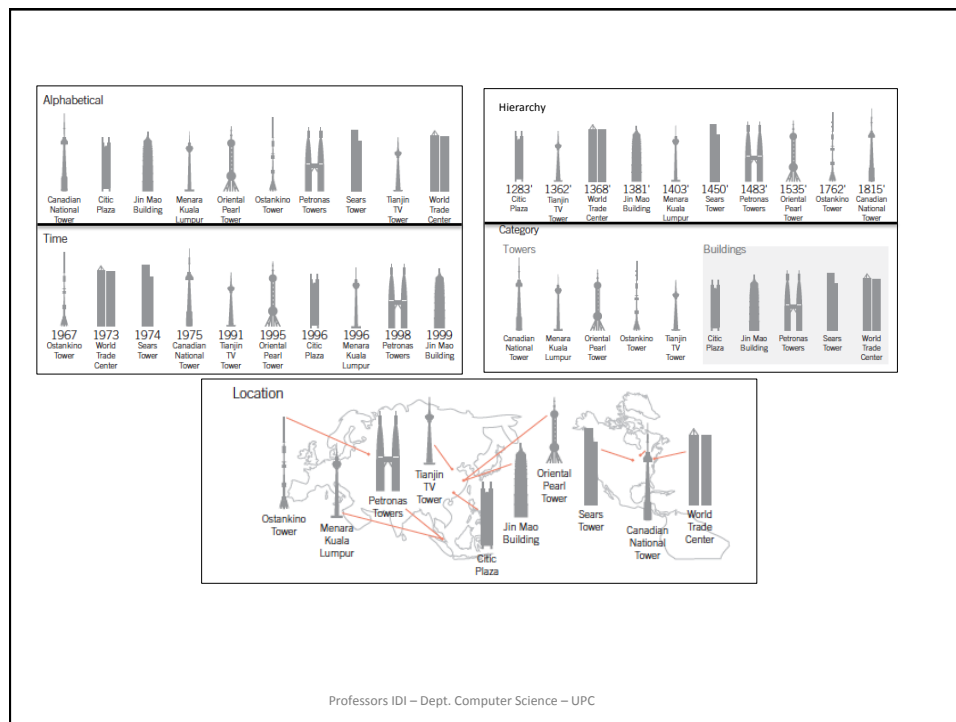 Alphabetical
Canadian National Tower
Citic Plaza
Jin Mao Building
Menara Kuala Lumpur
Oriental Pearl Tower
Ostankino Tower
Petronas Towers
Sears Tower
Tianjin TV Tower
World Trade Center
Time
1967 Ostankino Tower
1973 World Trade Center
1974 Sears Tower
1975 Canadian National Tower
1991 Tianjin TV Tower
1995 Oriental Pearl Tower
1996 Citic Plaza
1996 Menara Kuala Lumpur
1998 Petronas Towers
1999 Jin Mao Building
Hierarchy
1283' Citic Plaza
1362' Tianjin TV Tower
1368' World Trade Center
1381' Jin Mao Building
1403' Menara Kuala Lumpur
1450' Sears Tower
1483' Petronas Towers
1535' Oriental Pearl Tower
1762' Ostankino Tower
1815' Canadian National Tower
Category
Towers
Canadian National Tower
Menara Kuala Lumpur
Oriental Pearl Tower
Ostankino Tower
Tianjin TV Tower
Buildings
Citic Plaza
Jin Mao Building
Petronas Towers
Sears Tower
World Trade Center
Location
Ostankino Tower
Menara Kuala Lumpur
Petronas Towers
Tianjin TV Tower
Citic Plaza
Jin Mao Building
Oriental Pearl Tower
Sears Tower
Canadian National Tower
World Trade Center
Professors IDI – Dept. Computer Science – UPC